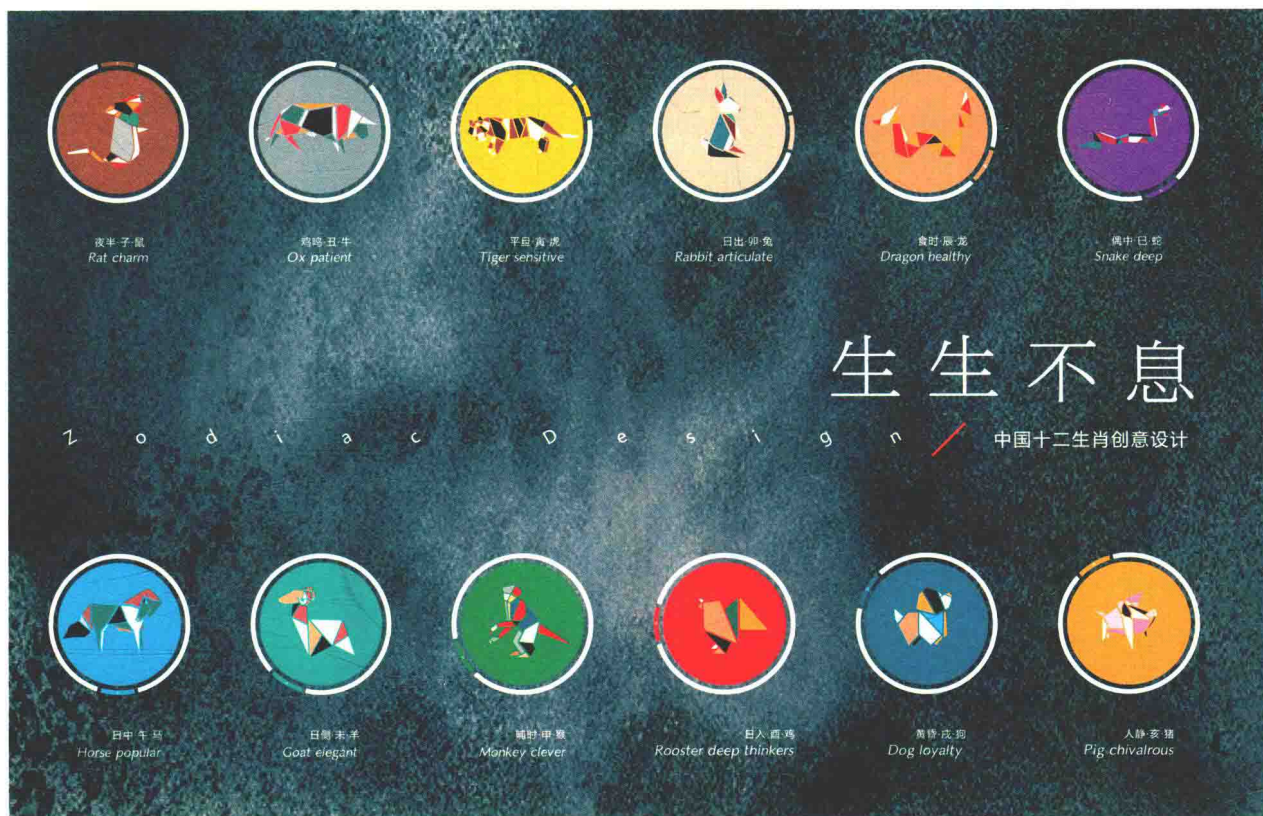 夜半·子·鼠
Rat charm
鸡鸣·丑·牛
Ox patient
平旦·寅·虎
Tiger sensitive
日出·卯·兔
Rabbit articulate
食时·辰·龙
Dragon healthy
偶中·巳·蛇
Snake deep
生生不息
Zodiac Design
中国十二生肖创意设计
日中·午·马
Horse popular
日侧·未·羊
Goat elegant
晡时·申·猴
Monkey clever
日入·酉·鸡
Rooster deep thinkers
黄昏·戌·狗
Dog loyalty
人静·亥·猪
Pig chivalrous